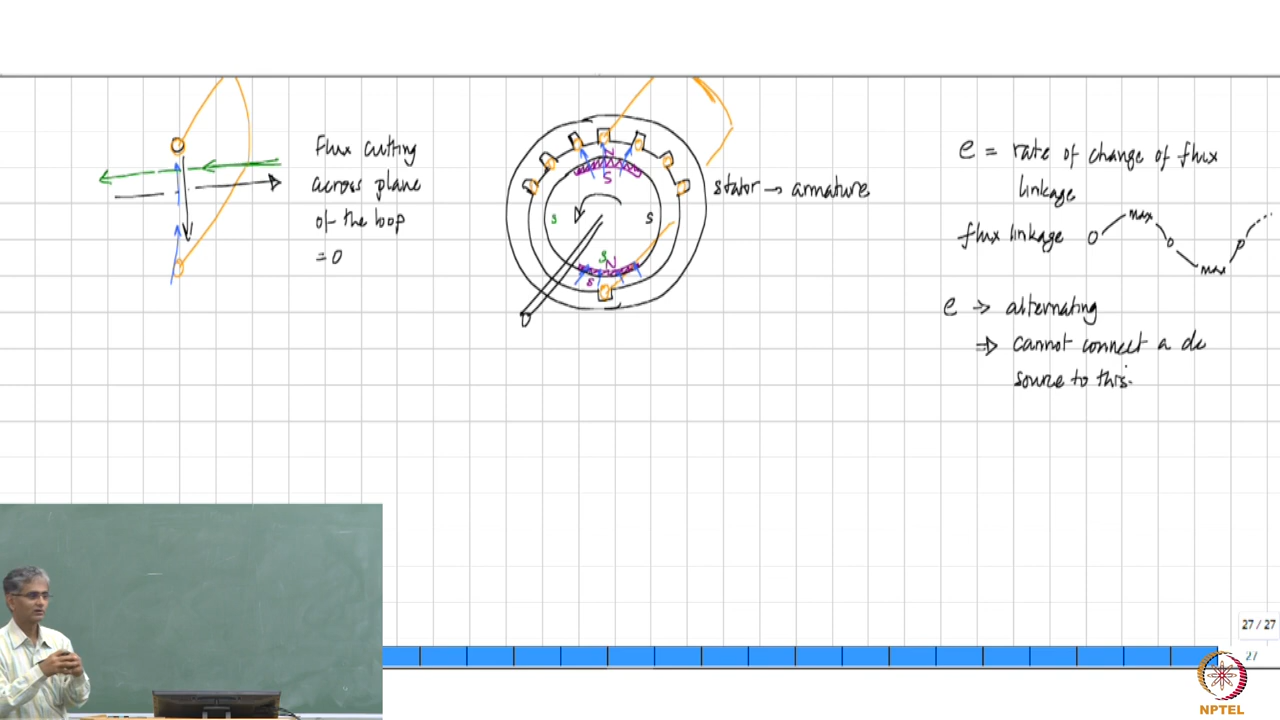 Flux cutting
across plane
of the loop
= 0
N
S
S
S
S
N
S
stator → armature
e = rate of change of flux
linkage
flux linkage 0 max 0 max 0
e → alternating
⇒ cannot connect a dc
source to this.
27 / 27
27
NPTEL